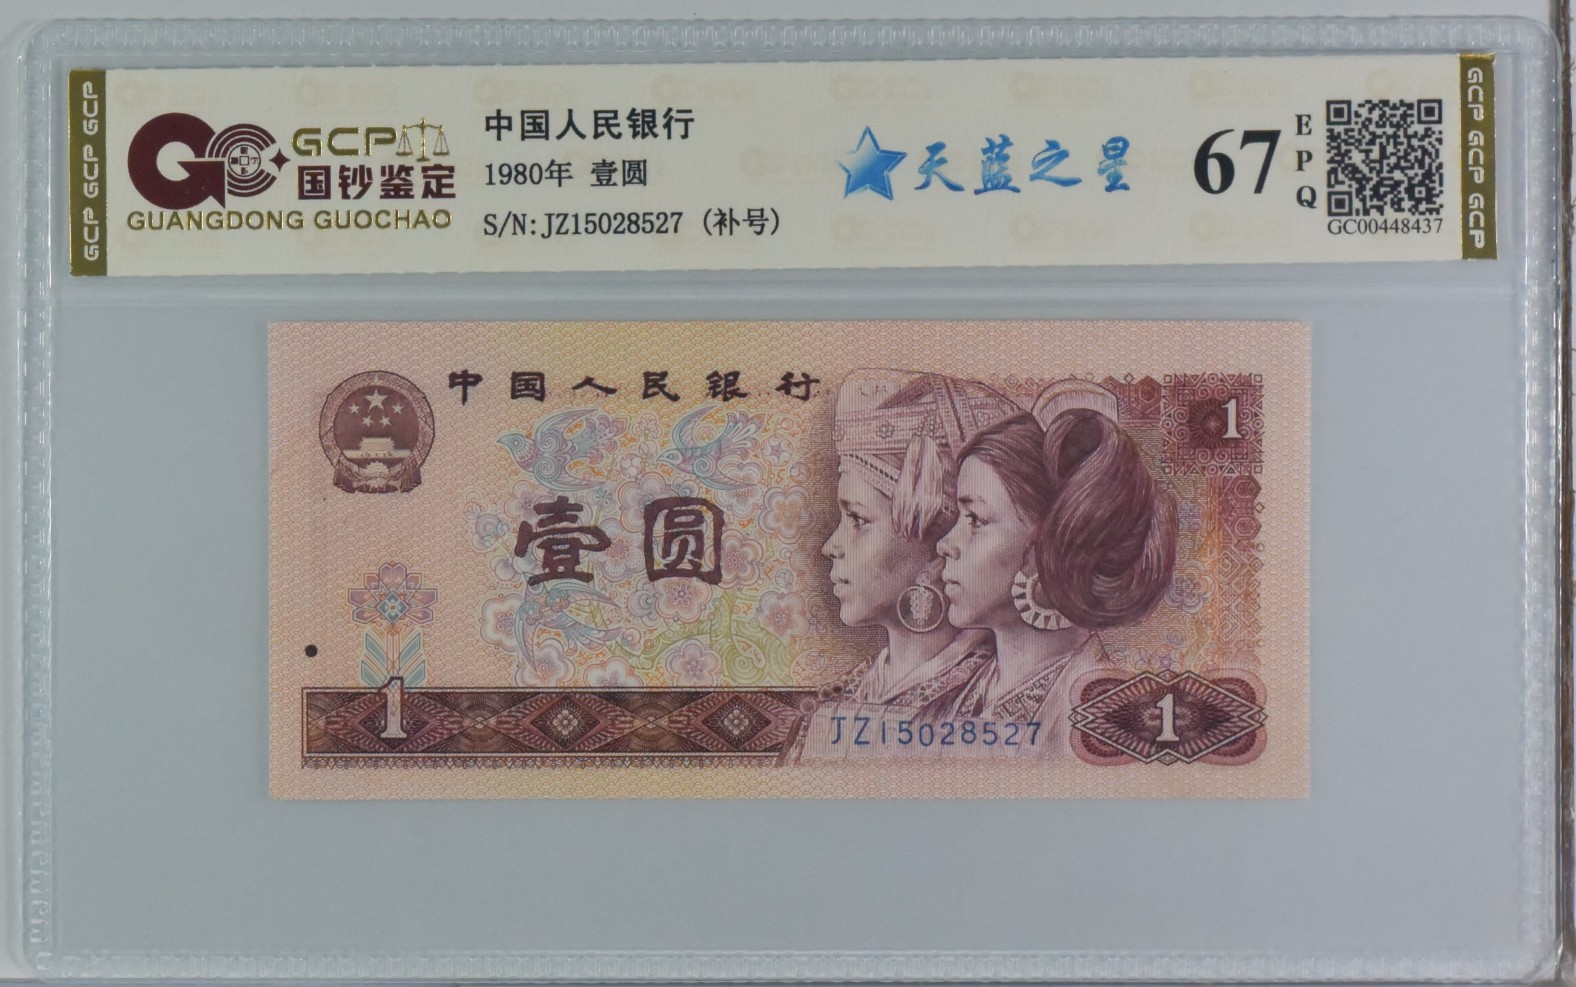 GCP GCP GCP
GCP
国钞鉴定
GUANGDONG GUOCHAO
中国人民银行
1980年 壹圆
S/N:JZ15028527 (补号)
天蓝之星
67
EPQ
GC00448437
GCP GCP GCP
中国人民银行
1
壹圆
1
JZ15028527
1